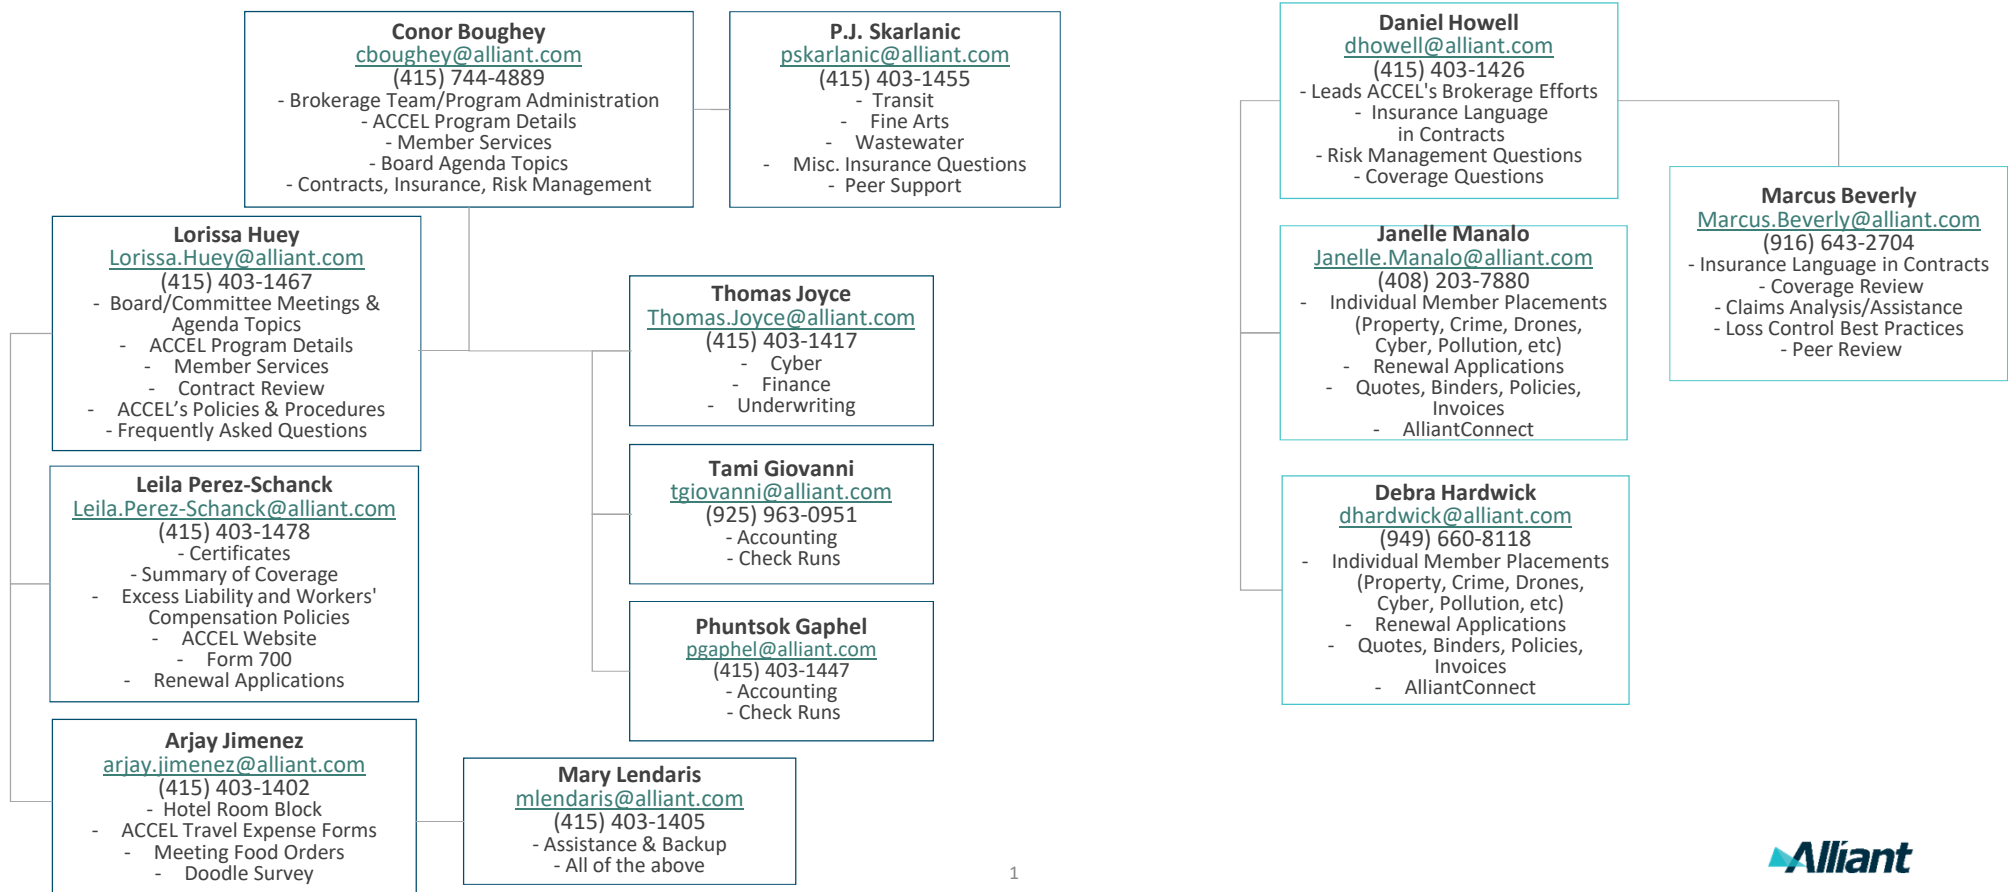 Conor Boughey
cboughey@alliant.com
(415) 744-4889
- Brokerage Team/Program Administration
- ACCEL Program Details
- Member Services
- Board Agenda Topics
- Contracts, Insurance, Risk Management
P.J. Skarlanic
pskarlanic@alliant.com
(415) 403-1455
- Transit
- Fine Arts
- Wastewater
- Misc. Insurance Questions
- Peer Support
Lorissa Huey
Lorissa.Huey@alliant.com
(415) 403-1467
- Board/Committee Meetings &
Agenda Topics
- ACCEL Program Details
- Member Services
- Contract Review
- ACCEL’s Policies & Procedures
- Frequently Asked Questions
Thomas Joyce
Thomas.Joyce@alliant.com
(415) 403-1417
- Cyber
- Finance
- Underwriting
Leila Perez-Schanck
Leila.Perez-Schanck@alliant.com
(415) 403-1478
- Certificates
- Summary of Coverage
- Excess Liability and Workers'
Compensation Policies
- ACCEL Website
- Form 700
- Renewal Applications
Tami Giovanni
tgiovanni@alliant.com
(925) 963-0951
- Accounting
- Check Runs
Phuntsok Gaphel
pgaphel@alliant.com
(415) 403-1447
- Accounting
- Check Runs
Arjay Jimenez
arjay.jimenez@alliant.com
(415) 403-1402
- Hotel Room Block
- ACCEL Travel Expense Forms
- Meeting Food Orders
- Doodle Survey
Mary Lendaris
mlendaris@alliant.com
(415) 403-1405
- Assistance & Backup
- All of the above
Daniel Howell
dhowell@alliant.com
(415) 403-1426
- Leads ACCEL's Brokerage Efforts
- Insurance Language
in Contracts
- Risk Management Questions
- Coverage Questions
Marcus Beverly
Marcus.Beverly@alliant.com
(916) 643-2704
- Insurance Language in Contracts
- Coverage Review
- Claims Analysis/Assistance
- Loss Control Best Practices
- Peer Review
Janelle Manalo
Janelle.Manalo@alliant.com
(408) 203-7880
- Individual Member Placements
(Property, Crime, Drones,
Cyber, Pollution, etc)
- Renewal Applications
- Quotes, Binders, Policies,
Invoices
- AlliantConnect
Debra Hardwick
dhardwick@alliant.com
(949) 660-8118
- Individual Member Placements
(Property, Crime, Drones,
Cyber, Pollution, etc)
- Renewal Applications
- Quotes, Binders, Policies,
Invoices
- AlliantConnect
1
Alliant